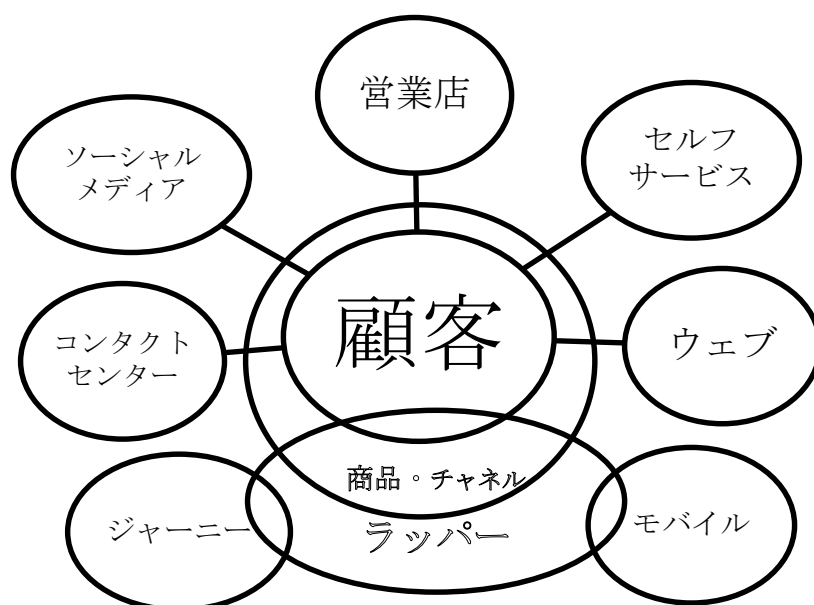 営業店
セルフ
サービス
ソーシャル
メディア
顧客
コンタクト
センター
ウェブ
商品・チャネル
ラッパー
ジャーニー
モバイル